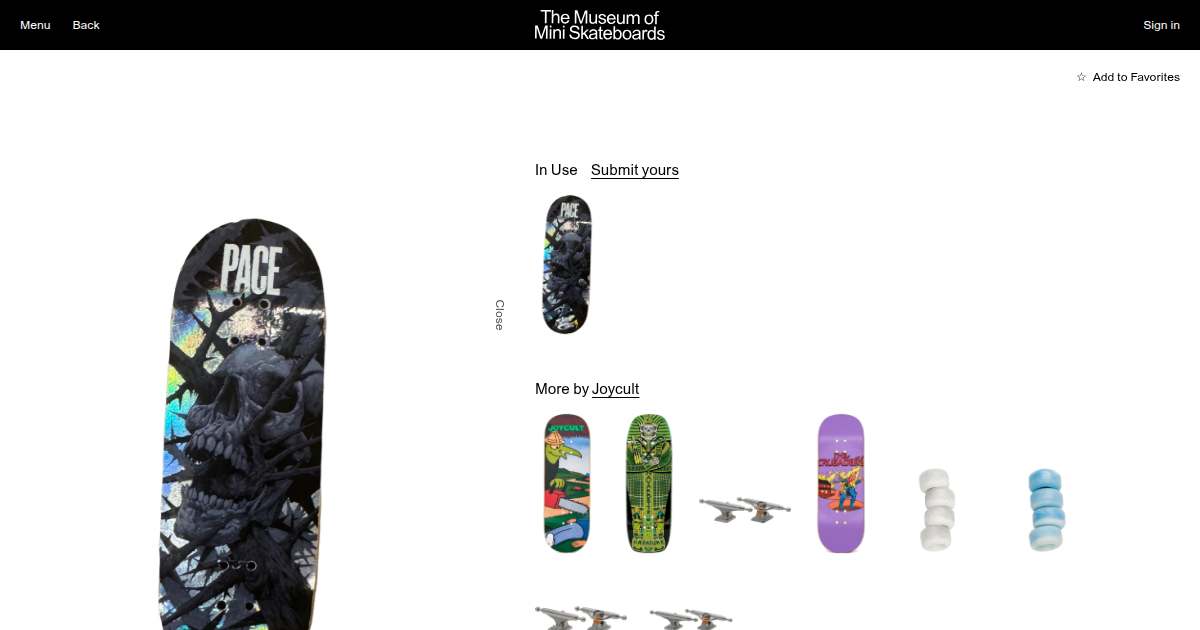 Menu
Back
The Museum of
Mini Skateboards
Sign in
☆ Add to Favorites
In Use
Submit yours
PACE
PACE
Close
More by Joycult
JOYCULT